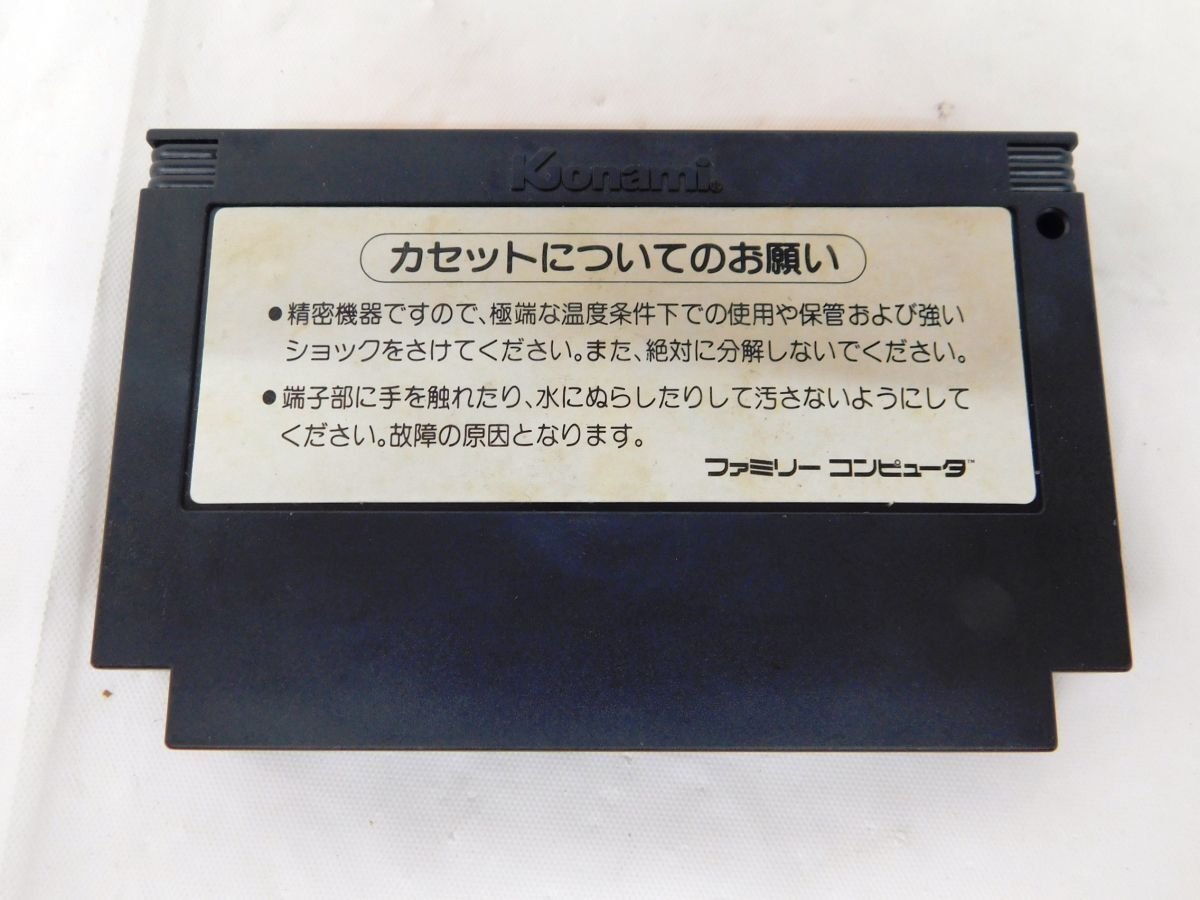 Konami®
カセットについてのお願い
●精密機器ですので、極端な温度条件下での使用や保管および強い
ショックをさけてください。また、絶対に分解しないでください。
●端子部に手を触れたり、水にぬらしたりして汚さないようにして
ください。故障の原因となります。
ファミリー コンピュータ™